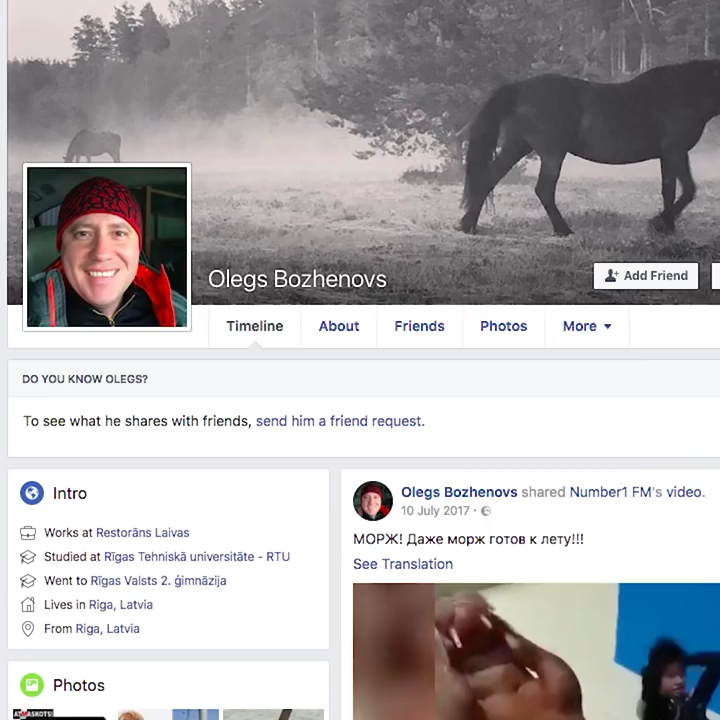 Olegs Bozhenovs
Add Friend
Timeline
About
Friends
Photos
More
DO YOU KNOW OLEGS?
To see what he shares with friends, send him a friend request.
Intro
Works at Restorāns Laivas
Studied at Rīgas Tehniskā universitāte - RTU
Went to Rīgas Valsts 2. ģimnāzija
Lives in Riga, Latvia
From Riga, Latvia
Photos
Olegs Bozhenovs shared Number1 FM's video.
10 July 2017 ·
МОРЖ! Даже морж готов к лету!!!
See Translation